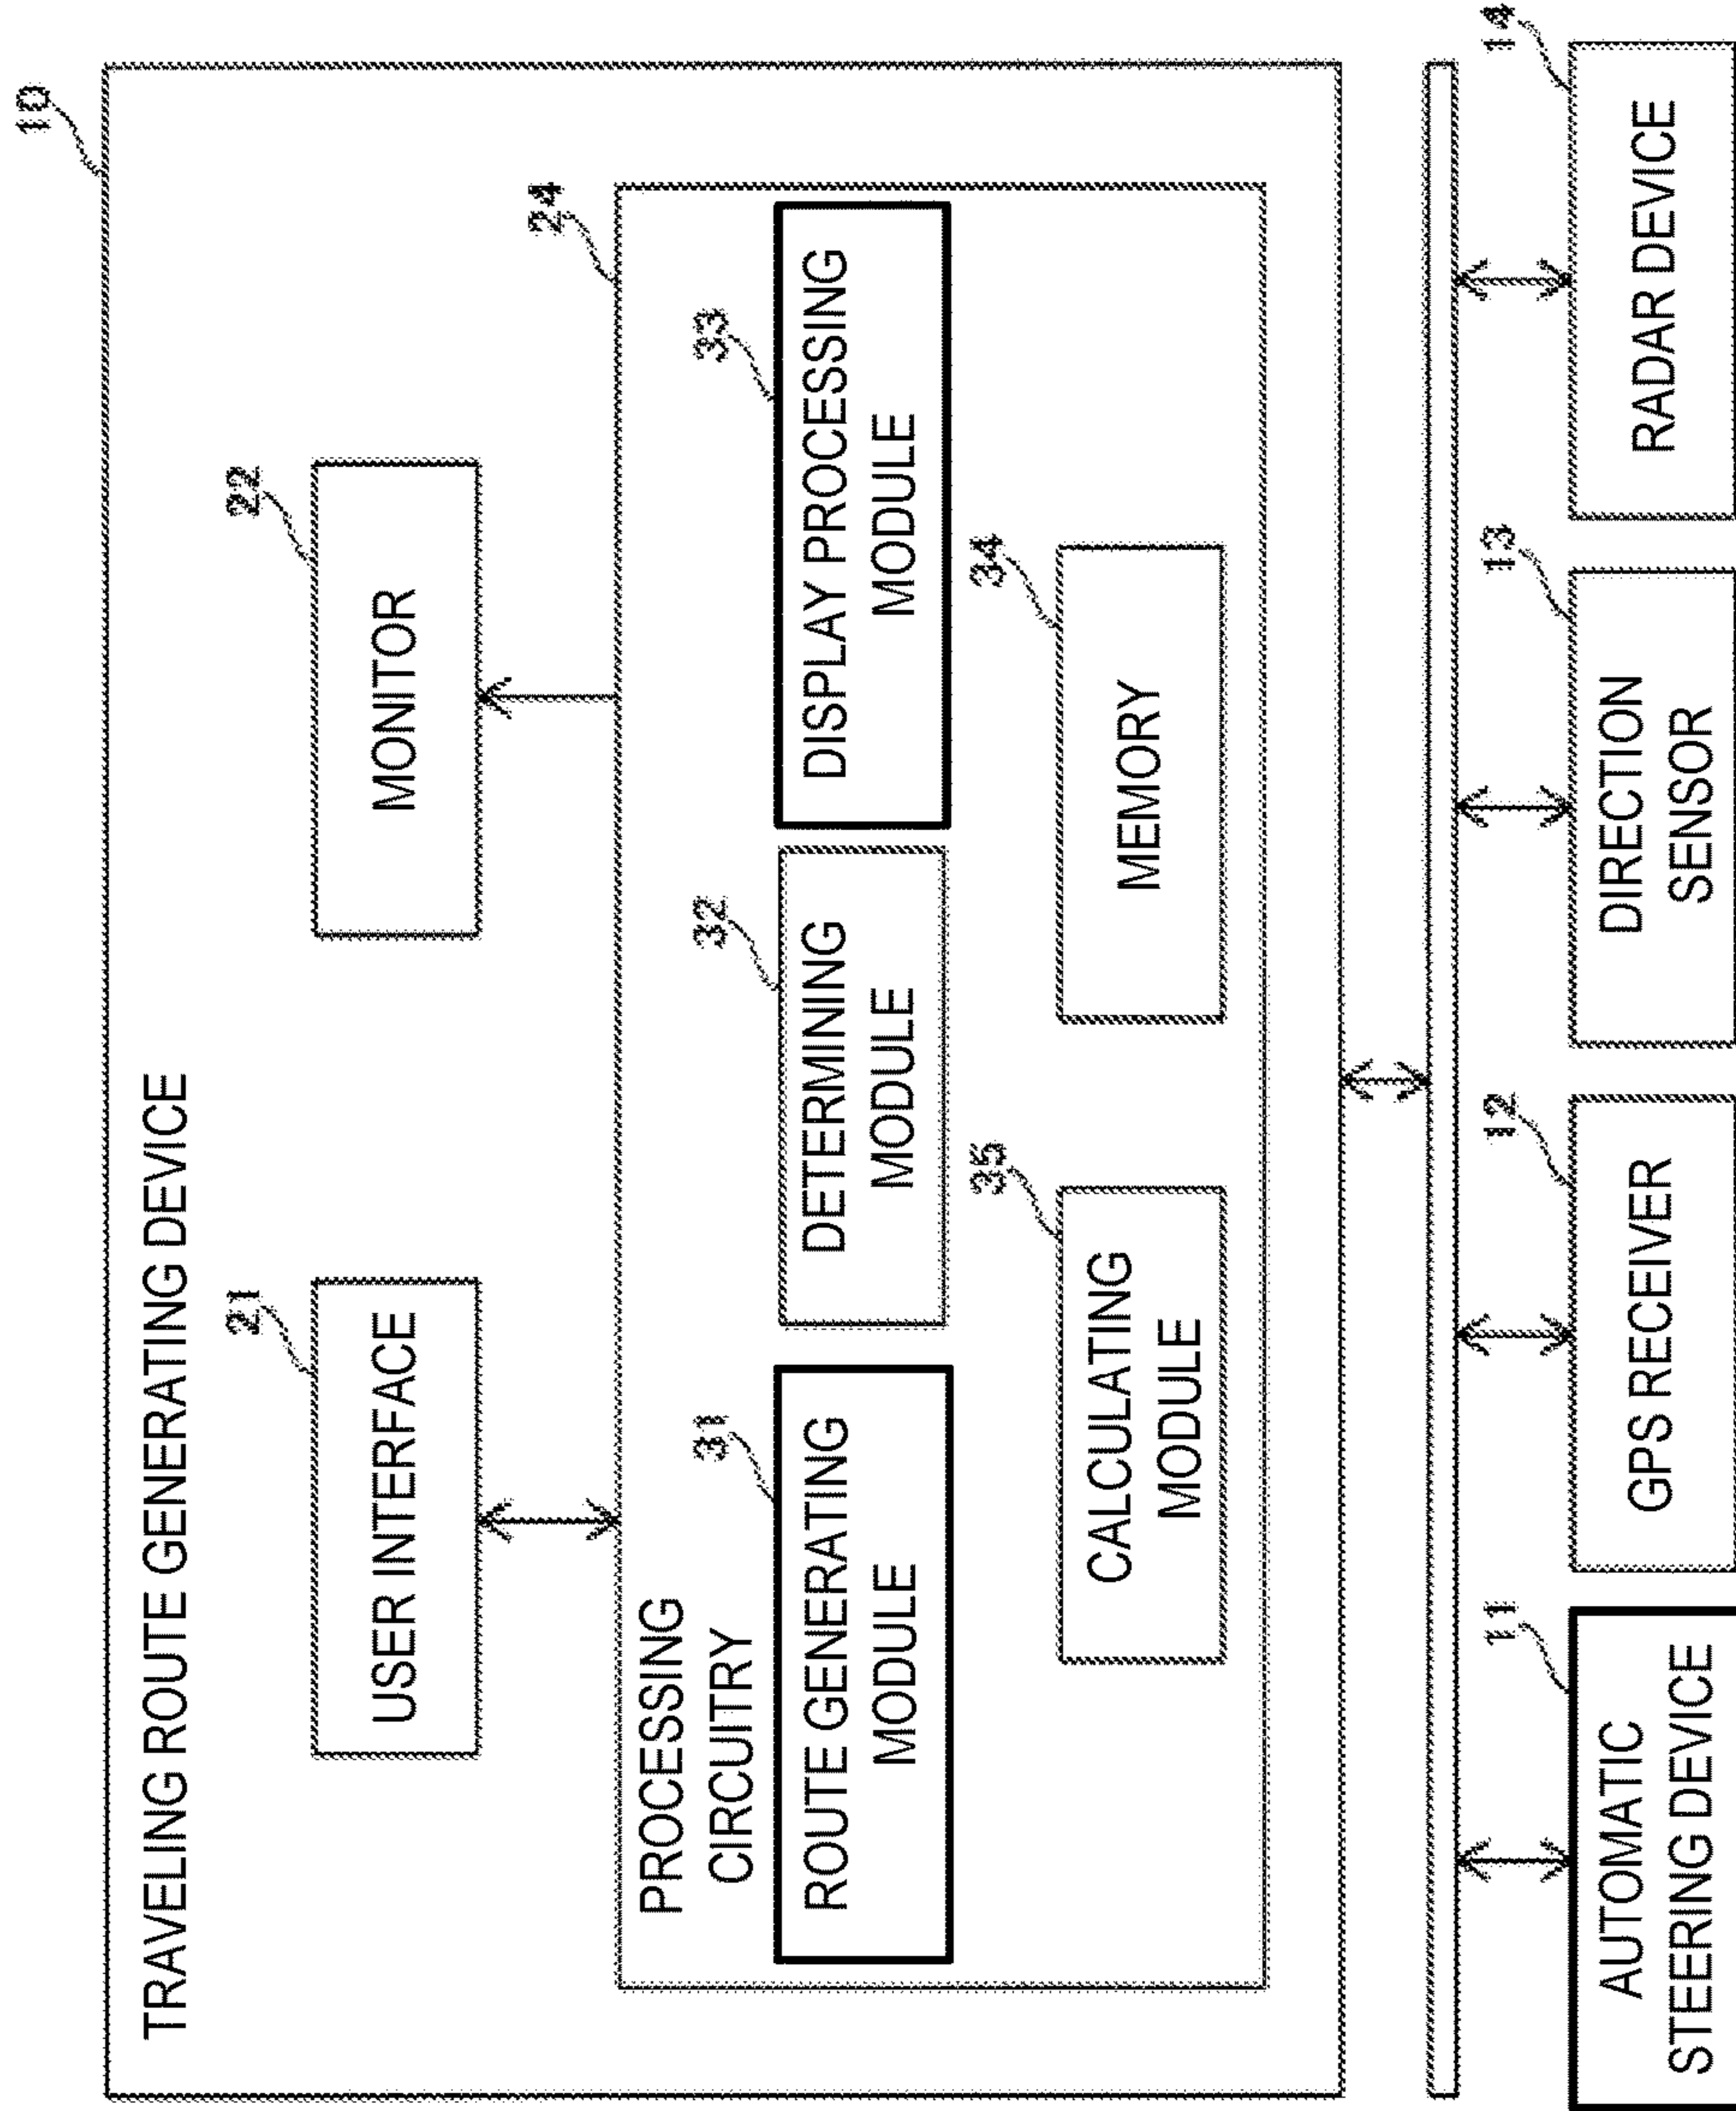 10
TRAVELING ROUTE GENERATING DEVICE
21
USER INTERFACE
22
MONITOR
24
PROCESSING
CIRCUITRY
31
ROUTE GENERATING
MODULE
32
DETERMINING
MODULE
33
DISPLAY PROCESSING
MODULE
35
CALCULATING
MODULE
34
MEMORY
11
AUTOMATIC
STEERING DEVICE
12
GPS RECEIVER
13
DIRECTION
SENSOR
14
RADAR DEVICE